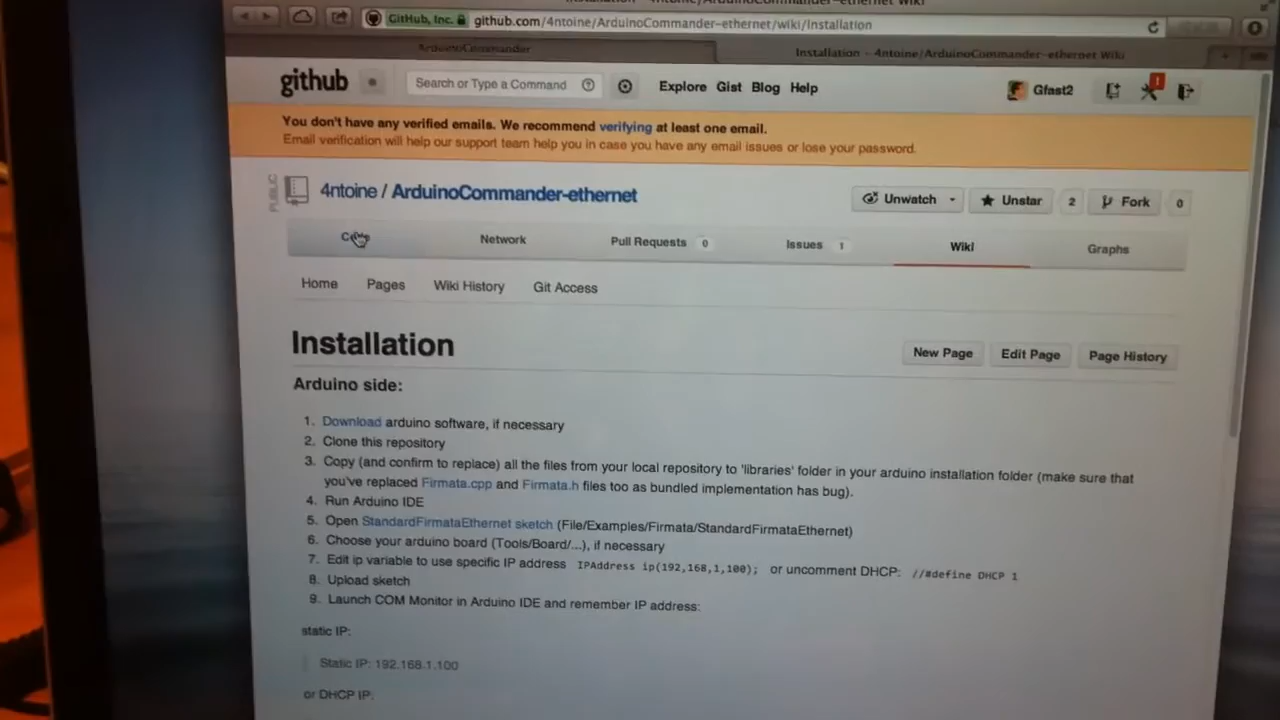 GitHub, Inc. github.com/4ntoine/ArduinoCommander-ethernet/wiki/Installation
ArduinoCommander Installation - 4ntoine/ArduinoCommander-ethernet Wiki
github Search or Type a Command Explore Gist Blog Help Gfast2 1
You don't have any verified emails. We recommend verifying at least one email.
Email verification will help our support team help you in case you have any email issues or lose your password.
PUBLIC 4ntoine / ArduinoCommander-ethernet Unwatch Unstar 2 Fork 0
Network Pull Requests 0 Issues 1 Wiki Graphs
Home Pages Wiki History Git Access
Installation New Page Edit Page Page History
Arduino side:
1. Download arduino software, if necessary
2. Clone this repository
3. Copy (and confirm to replace) all the files from your local repository to 'libraries' folder in your arduino installation folder (make sure that
you've replaced Firmata.cpp and Firmata.h files too as bundled implementation has bug).
4. Run Arduino IDE
5. Open StandardFirmataEthernet sketch (File/Examples/Firmata/StandardFirmataEthernet)
6. Choose your arduino board (Tools/Board/...), if necessary
7. Edit ip variable to use specific IP address IPAddress ip(192,168,1,100); or uncomment DHCP: //#define DHCP 1
8. Upload sketch
9. Launch COM Monitor in Arduino IDE and remember IP address:
static IP:
Static IP: 192.168.1.100
or DHCP IP: